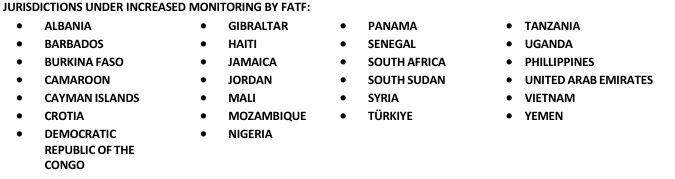 JURISDICTIONS UNDER INCREASED MONITORING BY FATF:
• ALBANIA
• BARBADOS
• BURKINA FASO
• CAMAROON
• CAYMAN ISLANDS
• CROTIA
• DEMOCRATIC
REPUBLIC OF THE
CONGO
• GIBRALTAR
• HAITI
• JAMAICA
• JORDAN
• MALI
• MOZAMBIQUE
• NIGERIA
• PANAMA
• SENEGAL
• SOUTH AFRICA
• SOUTH SUDAN
• SYRIA
• TÜRKIYE
• TANZANIA
• UGANDA
• PHILLIPPINES
• UNITED ARAB EMIRATES
• VIETNAM
• YEMEN